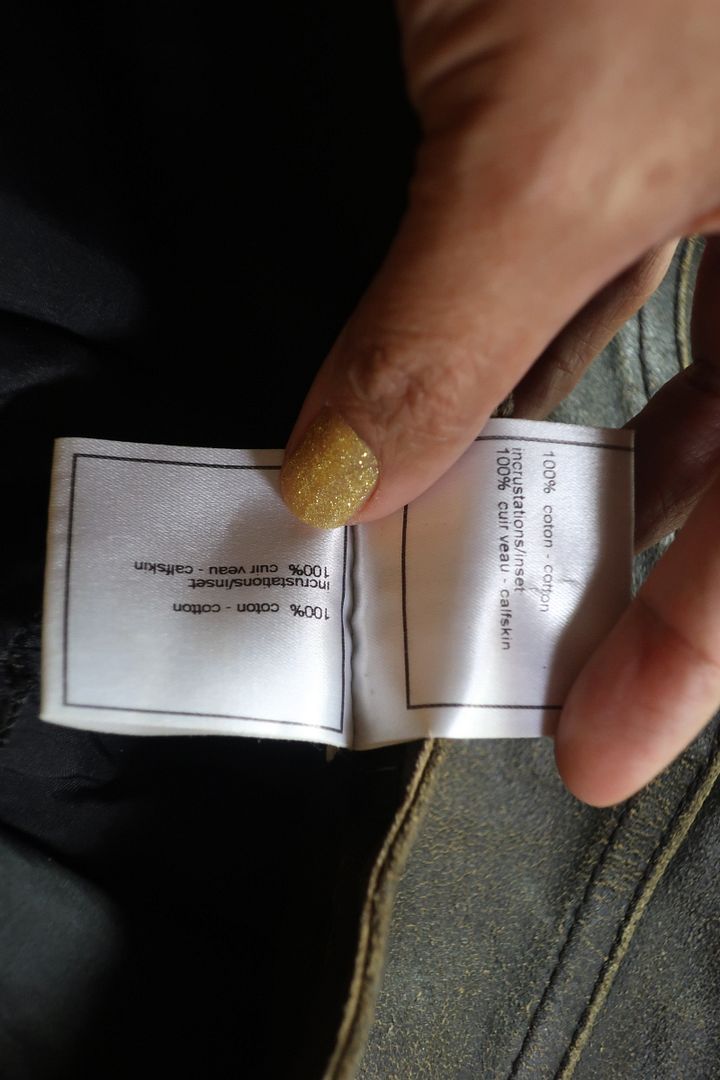 100% coton - cotton
incrustations/inset
100% cuir veau - calfskin
100% coton - cotton
incrustations/inset
100% cuir veau - calfskin